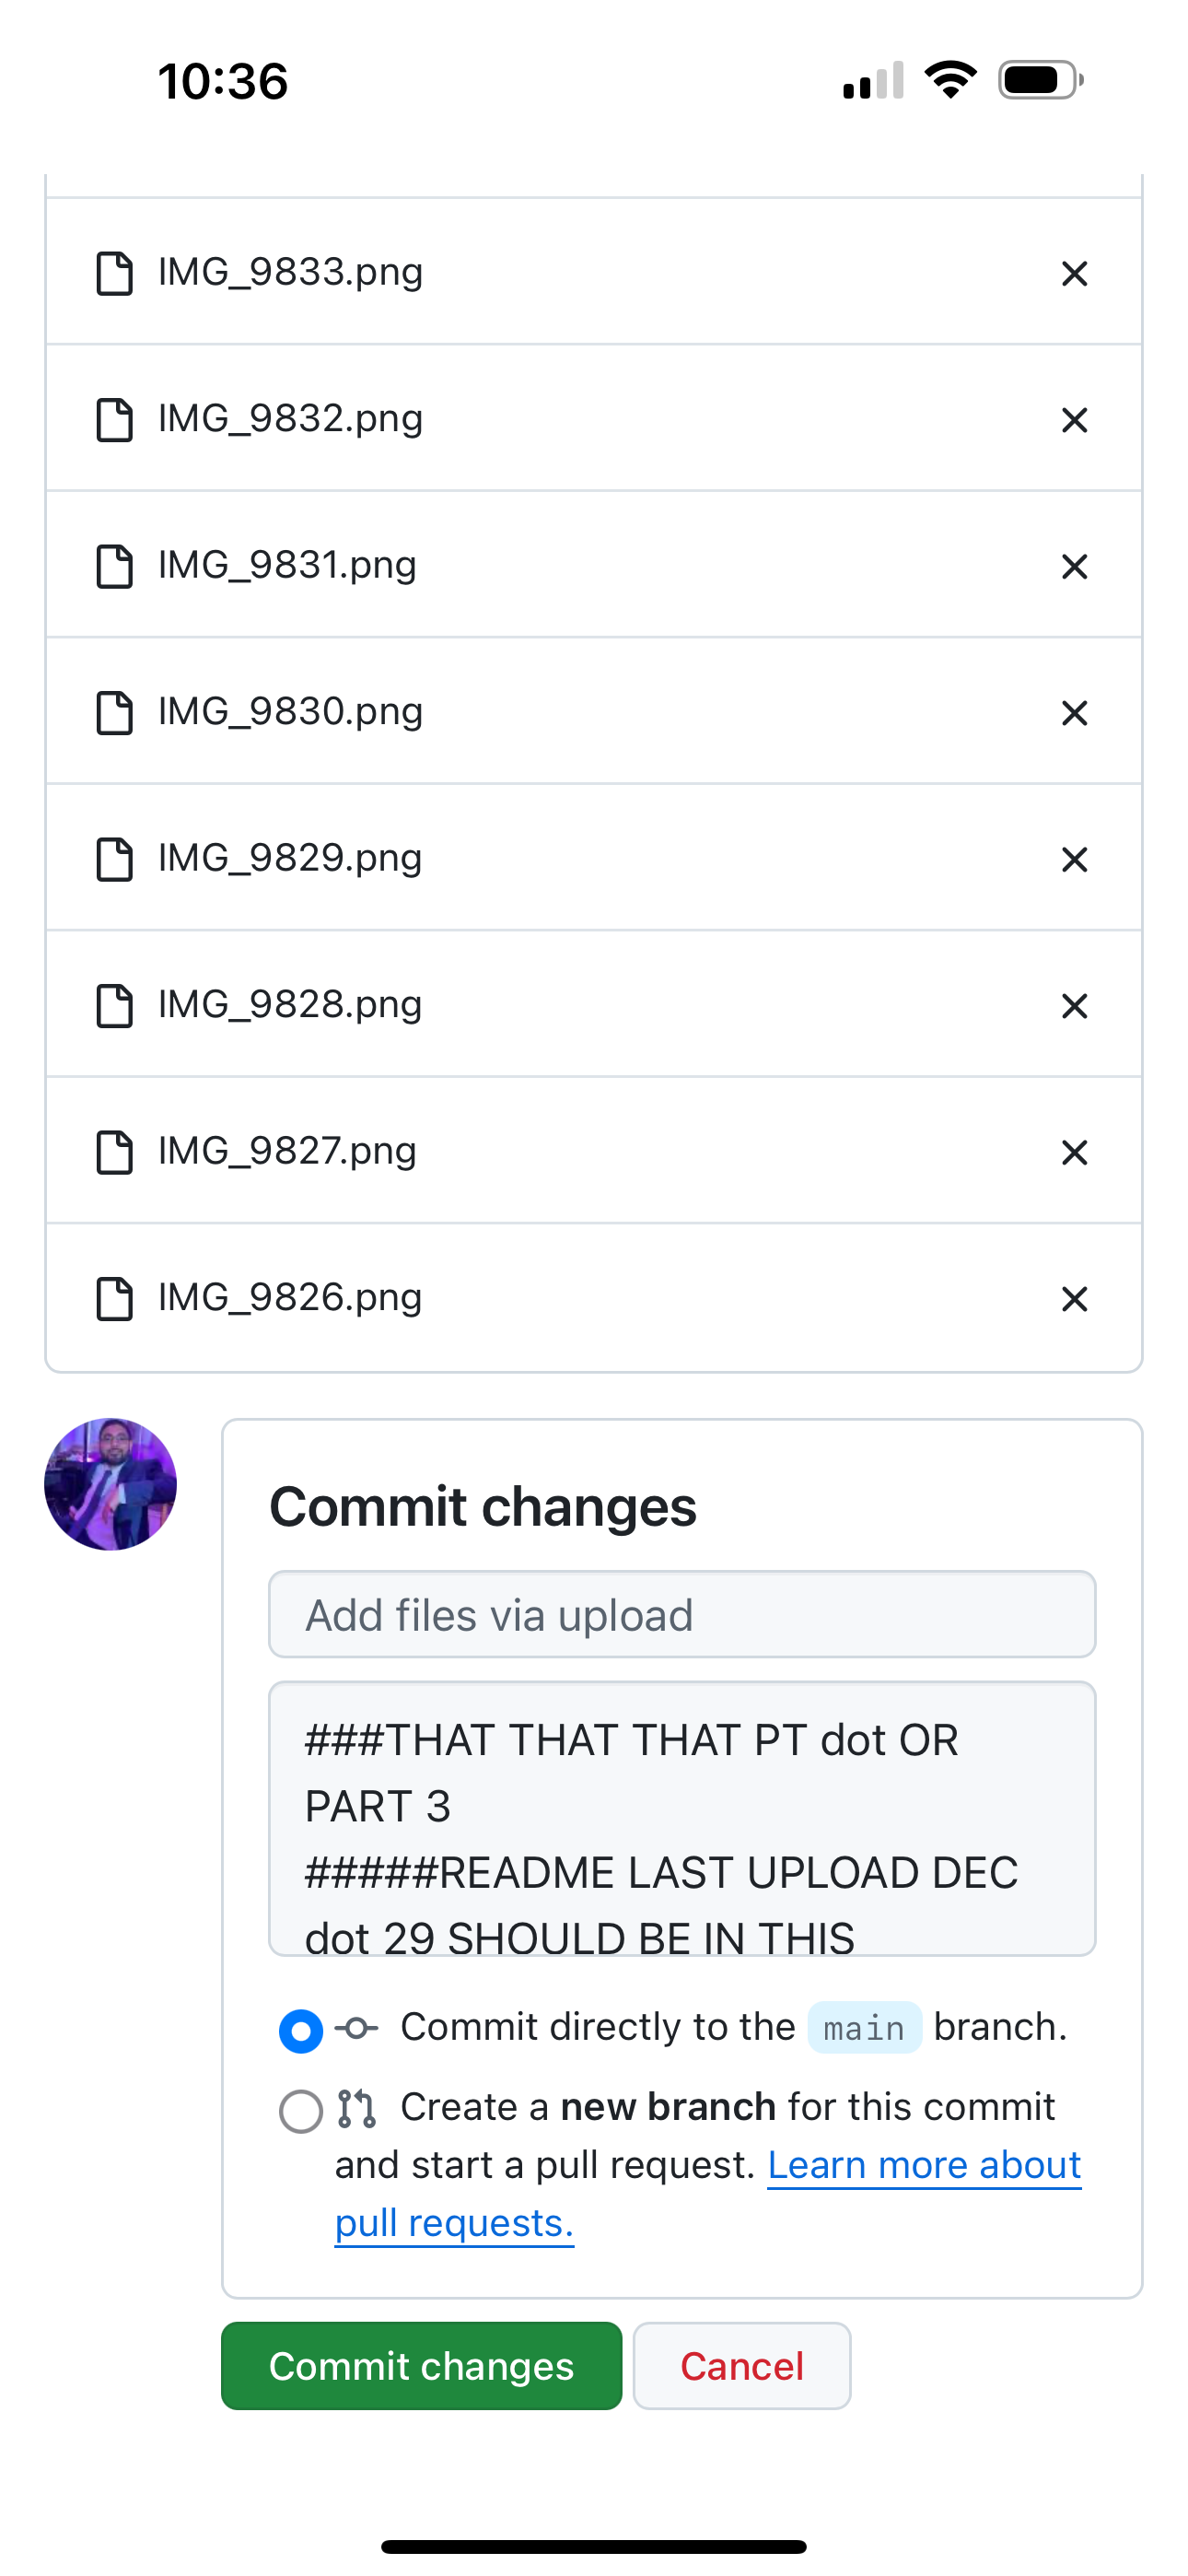 10:36
IMG_9833.png
IMG_9832.png
IMG_9831.png
IMG_9830.png
IMG_9829.png
IMG_9828.png
IMG_9827.png
IMG_9826.png
Commit changes
Add files via upload
###THAT THAT THAT PT dot OR
PART 3
#####README LAST UPLOAD DEC
dot 29 SHOULD BE IN THIS
Commit directly to the main branch.
Create a new branch for this commit
and start a pull request. Learn more about
pull requests.
Commit changes Cancel